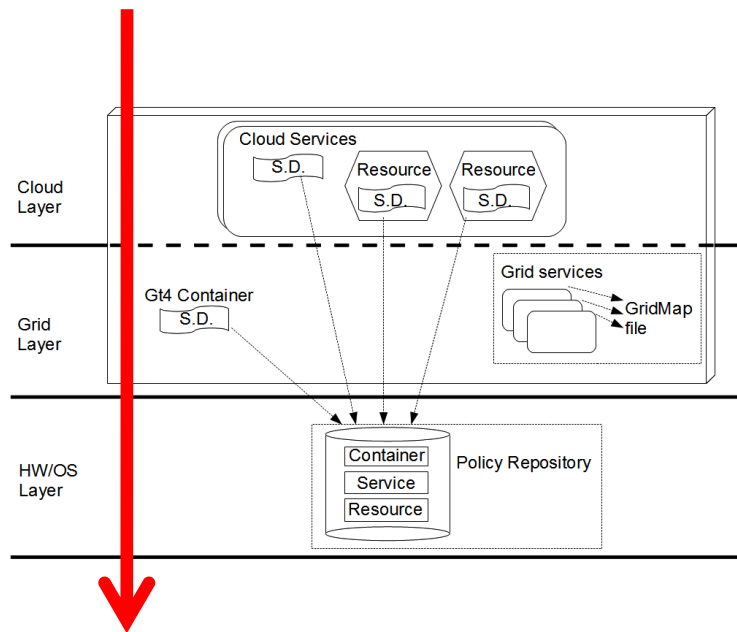 Cloud Services
S.D.
Resource
S.D.
Resource
S.D.
Cloud
Layer
Grid services
GridMap
file
Gt4 Container
S.D.
Grid
Layer
Container
Service
Resource
Policy Repository
HW/OS
Layer